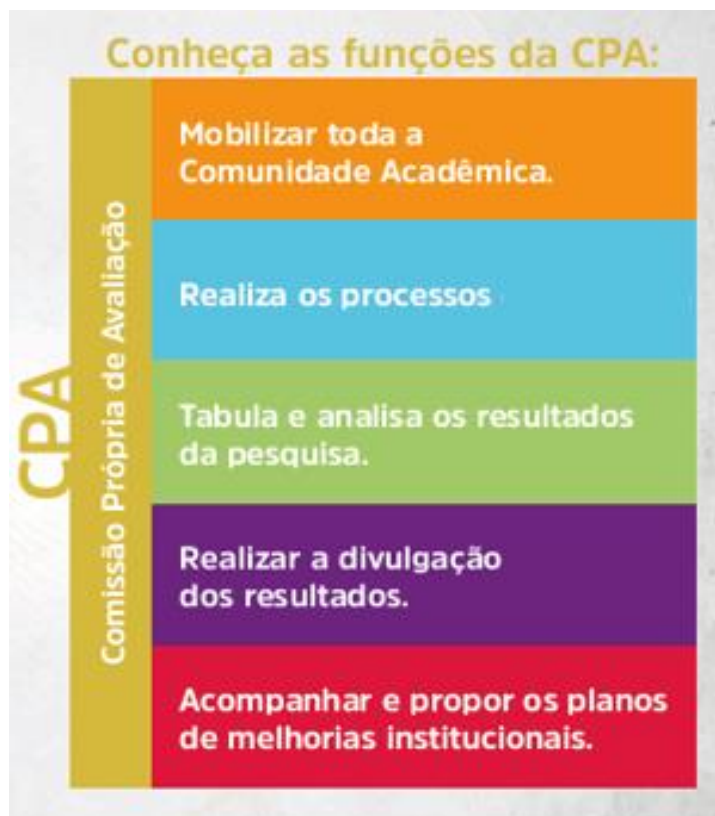 Conheça as funções da CPA:
CPA
Comissão Própria de Avaliação
Mobilizar toda a
Comunidade Acadêmica.
Realiza os processos
Tabula e analisa os resultados
da pesquisa.
Realizar a divulgação
dos resultados.
Acompanhar e propor os planos
de melhorias institucionais.